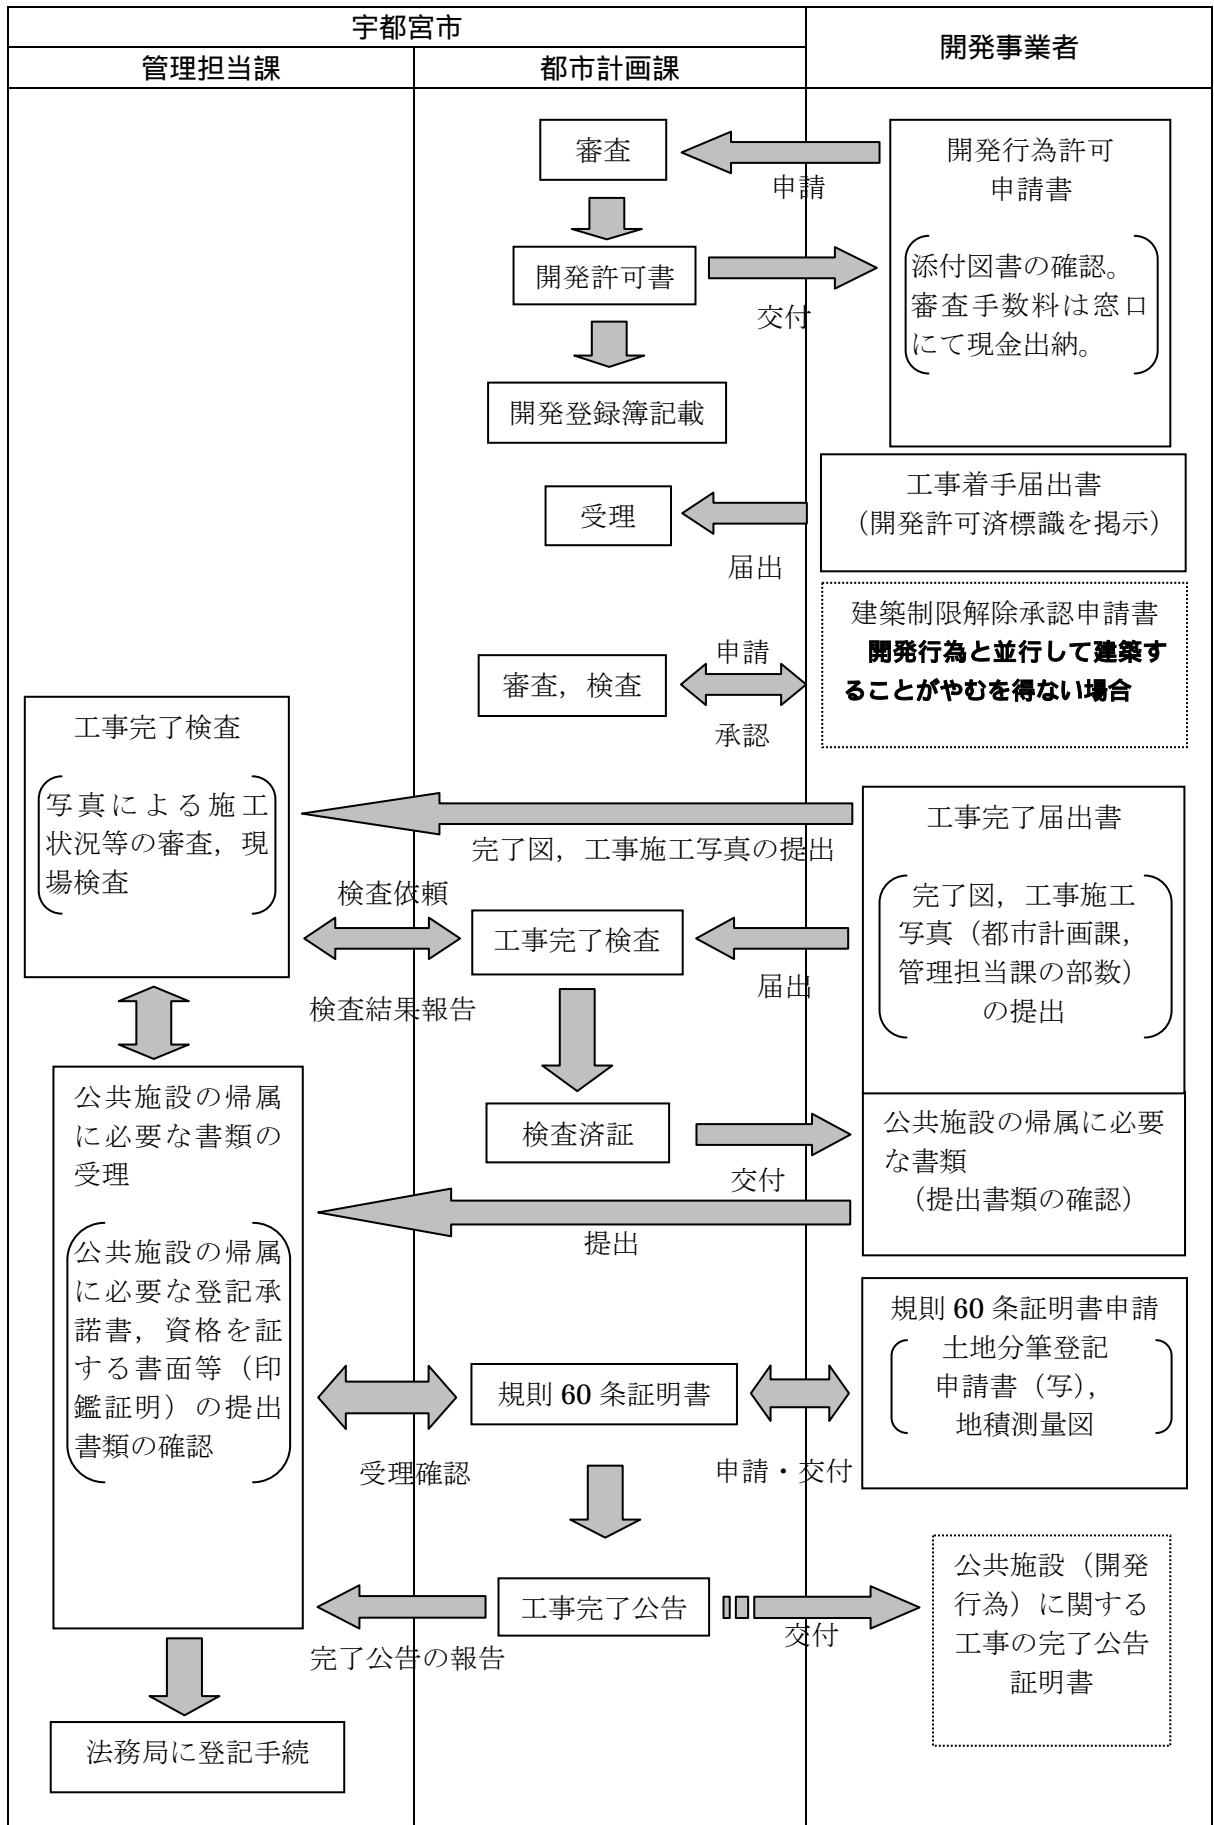 宇都宮市
開発事業者
管理担当課
都市計画課
審査
申請
開発行為許可
申請書
添付図書の確認。
審査手数料は窓口
にて現金出納。
開発許可書
交付
開発登録簿記載
工事着手届出書
（開発許可済標識を掲示）
受理
届出
建築制限解除承認申請書
開発行為と並行して建築す
ることがやむを得ない場合
申請
審査，検査
承認
工事完了検査
写真による施工
状況等の審査，現
場検査
完了図，工事施工写真の提出
工事完了届出書
完了図，工事施工
写真（都市計画課，
管理担当課の部数）
の提出
検査依頼
工事完了検査
届出
検査結果報告
公共施設の帰属
に必要な書類の
受理
公共施設の帰属
に必要な登記承
諾書，資格を証
する書面等（印
鑑証明）の提出
書類の確認
検査済証
交付
公共施設の帰属に必要
な書類
（提出書類の確認）
提出
規則 60 条証明書申請
土地分筆登記
申請書（写），
地積測量図
規則 60 条証明書
受理確認
申請・交付
工事完了公告
完了公告の報告
交付
公共施設（開発
行為）に関する
工事の完了公告
証明書
法務局に登記手続